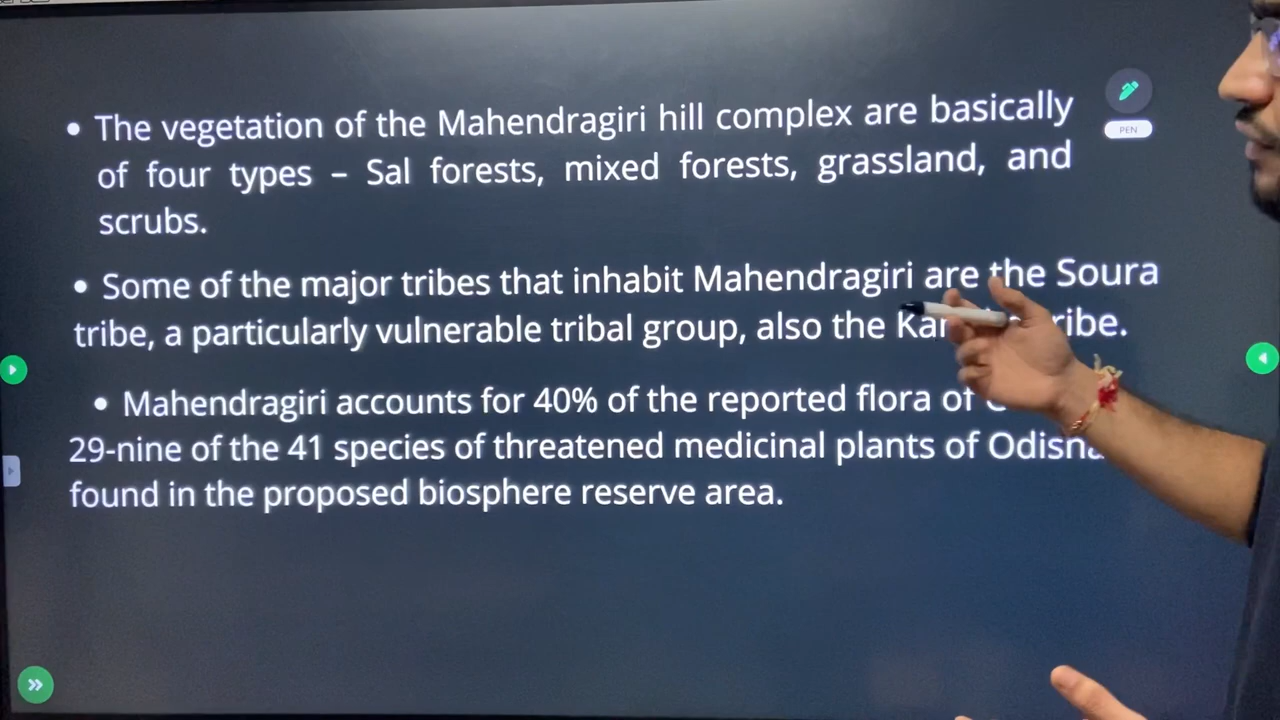 • The vegetation of the Mahendragiri hill complex are basically
of four types – Sal forests, mixed forests, grassland, and
scrubs.
PEN
• Some of the major tribes that inhabit Mahendragiri are the Soura
tribe, a particularly vulnerable tribal group, also the tribe.
• Mahendragiri accounts for 40% of the reported flora of
29-nine of the 41 species of threatened medicinal plants of Odisha
found in the proposed biosphere reserve area.